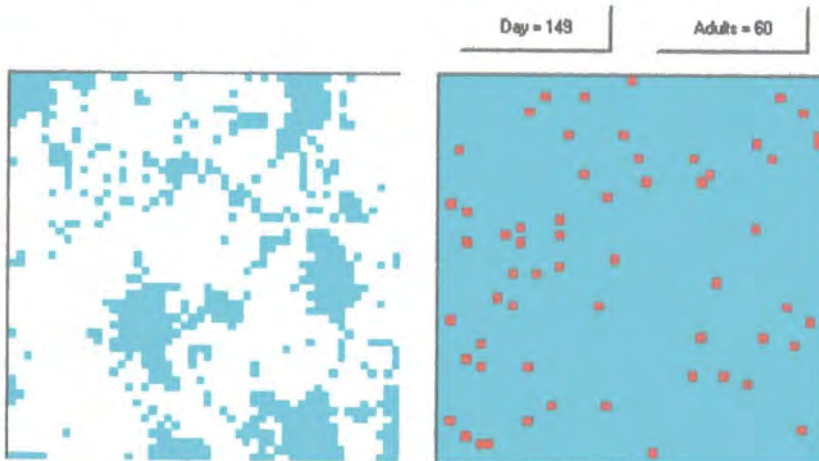 Day = 149
Adults = 60